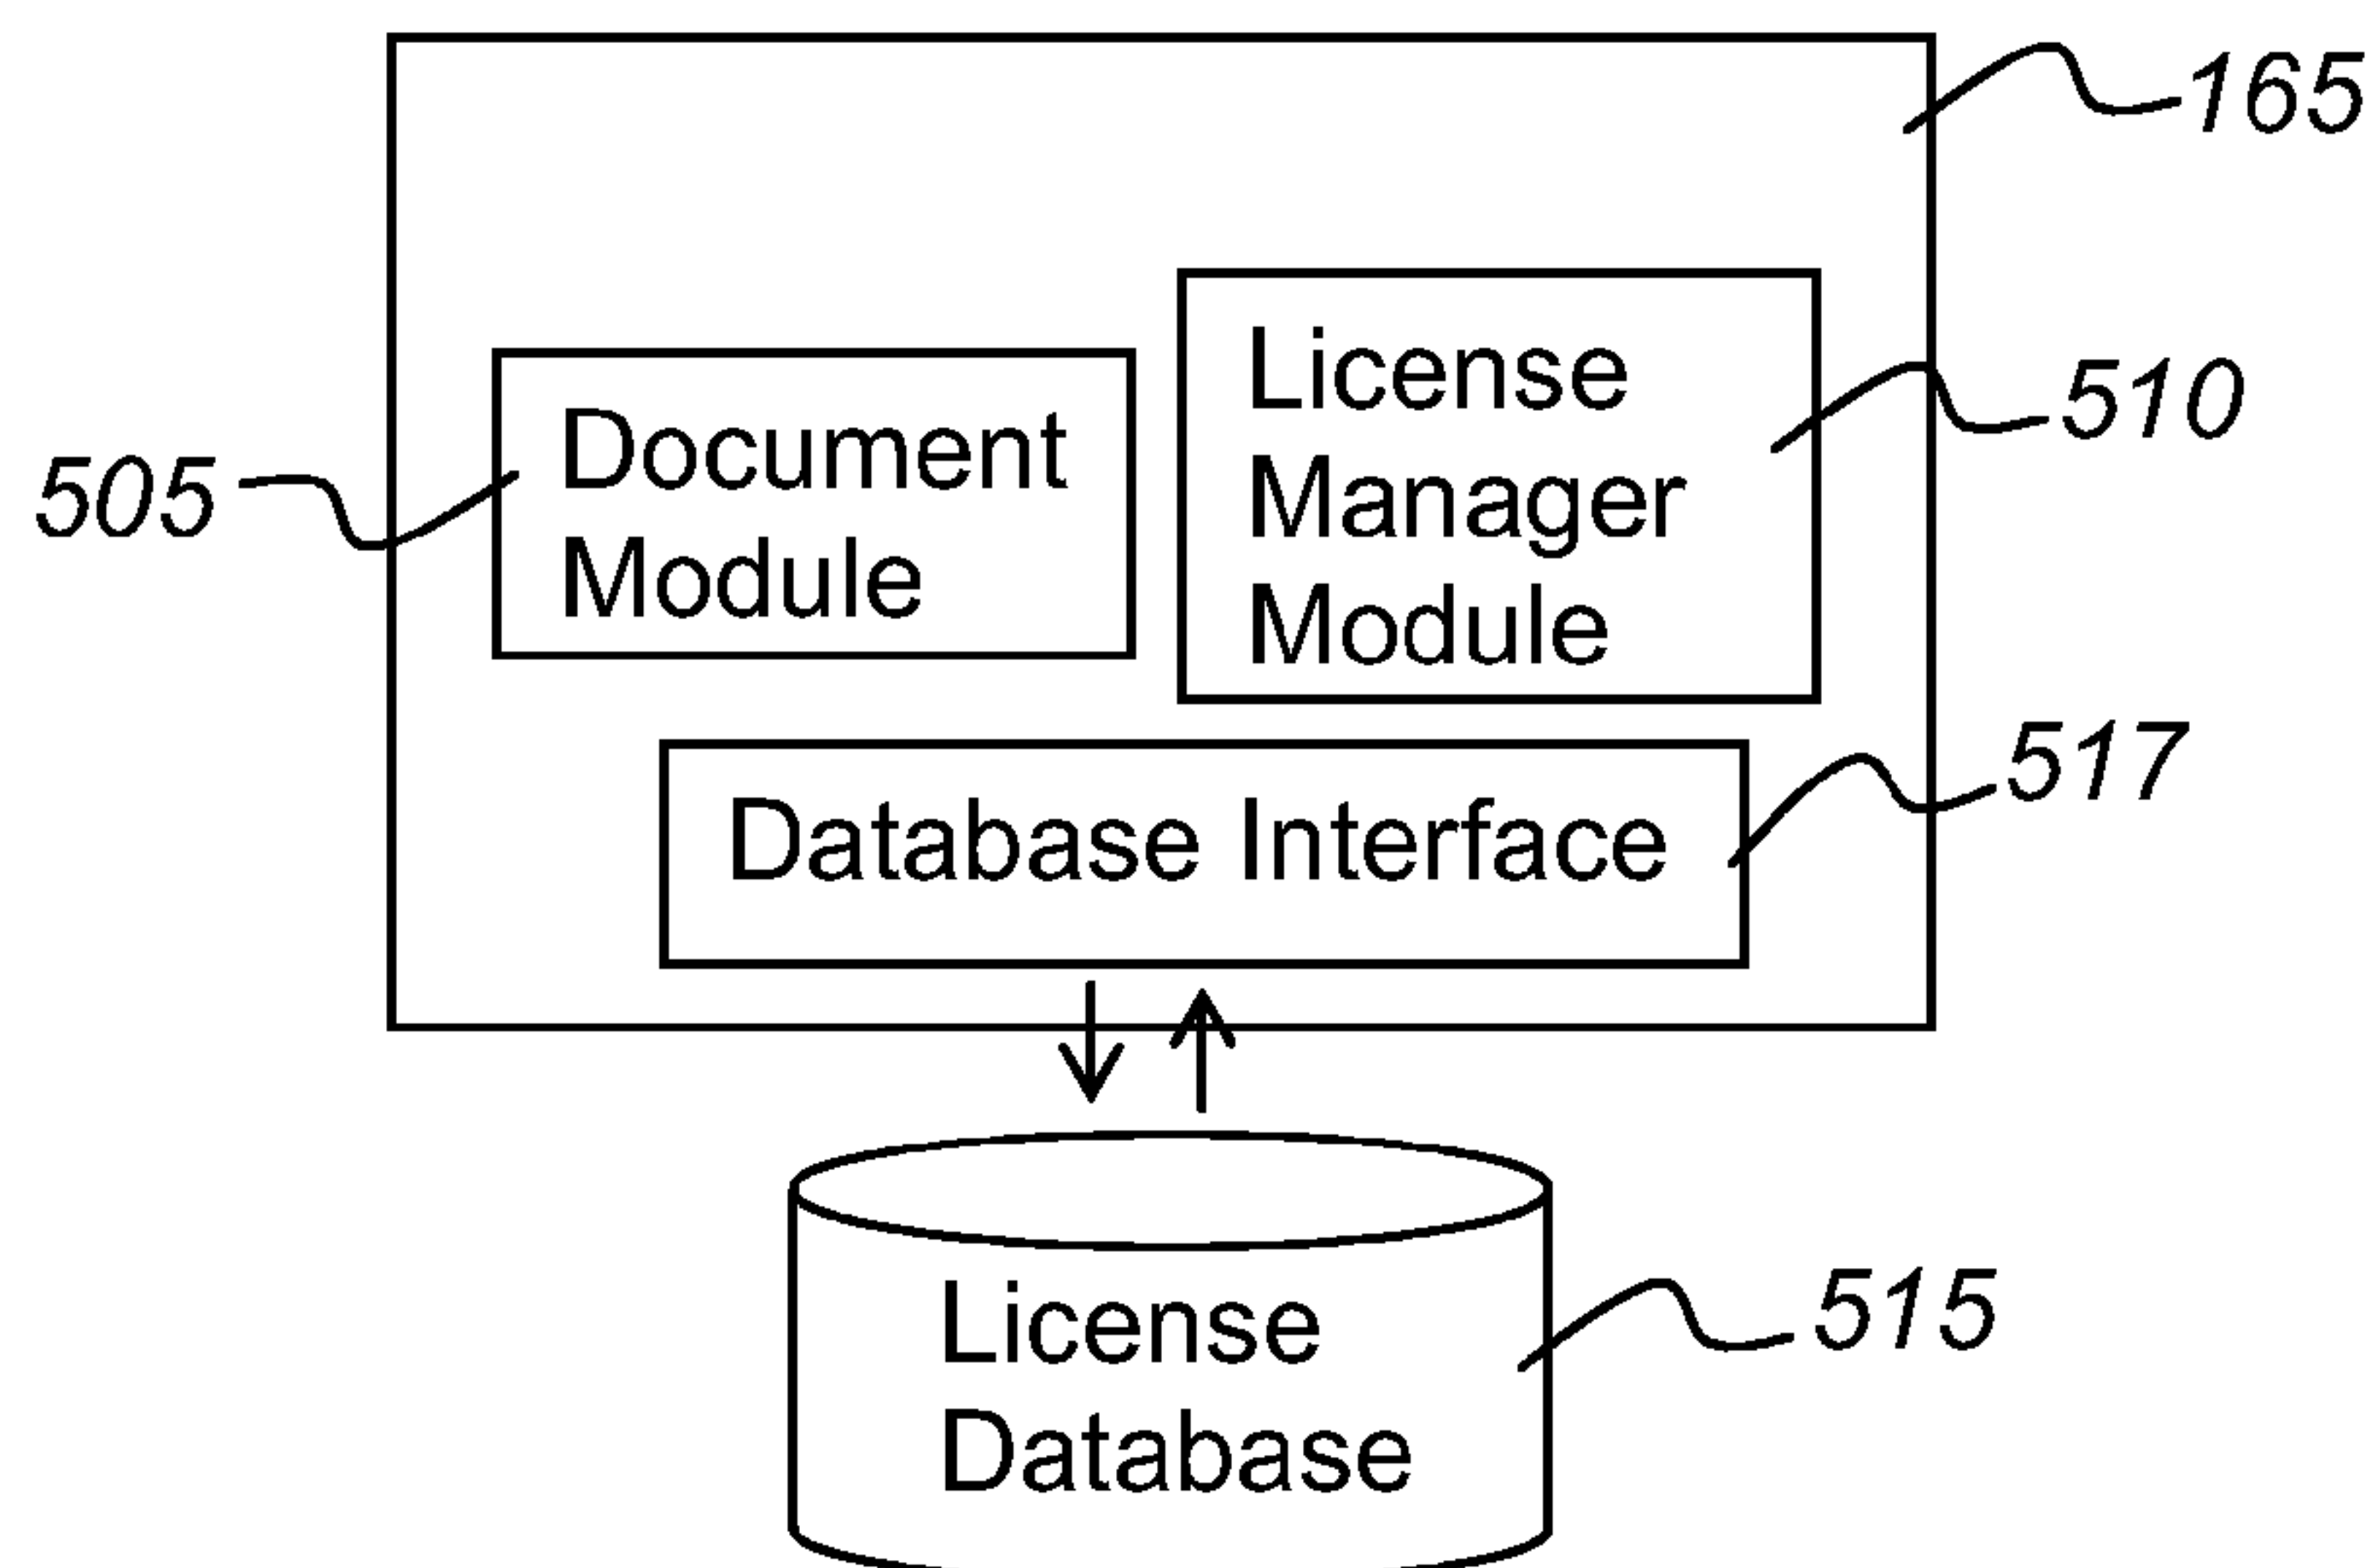 165
License
Manager
Module
510
Document
Module
505
517
Database Interface
License
Database
515